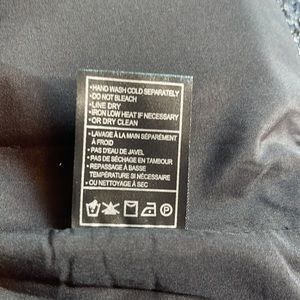 • HAND WASH COLD SEPARATELY
• DO NOT BLEACH
• LINE DRY
• IRON LOW HEAT IF NECESSARY
• OR DRY CLEAN
• LAVAGE À LA MAIN SÉPARÉMENT
À FROID
• PAS D'EAU DE JAVEL
• PAS DE SÉCHAGE EN TAMBOUR
• REPASSAGE À BASSE
TEMPÉRATURE SI NÉCESSAIRE
• OU NETTOYAGE À SEC
P